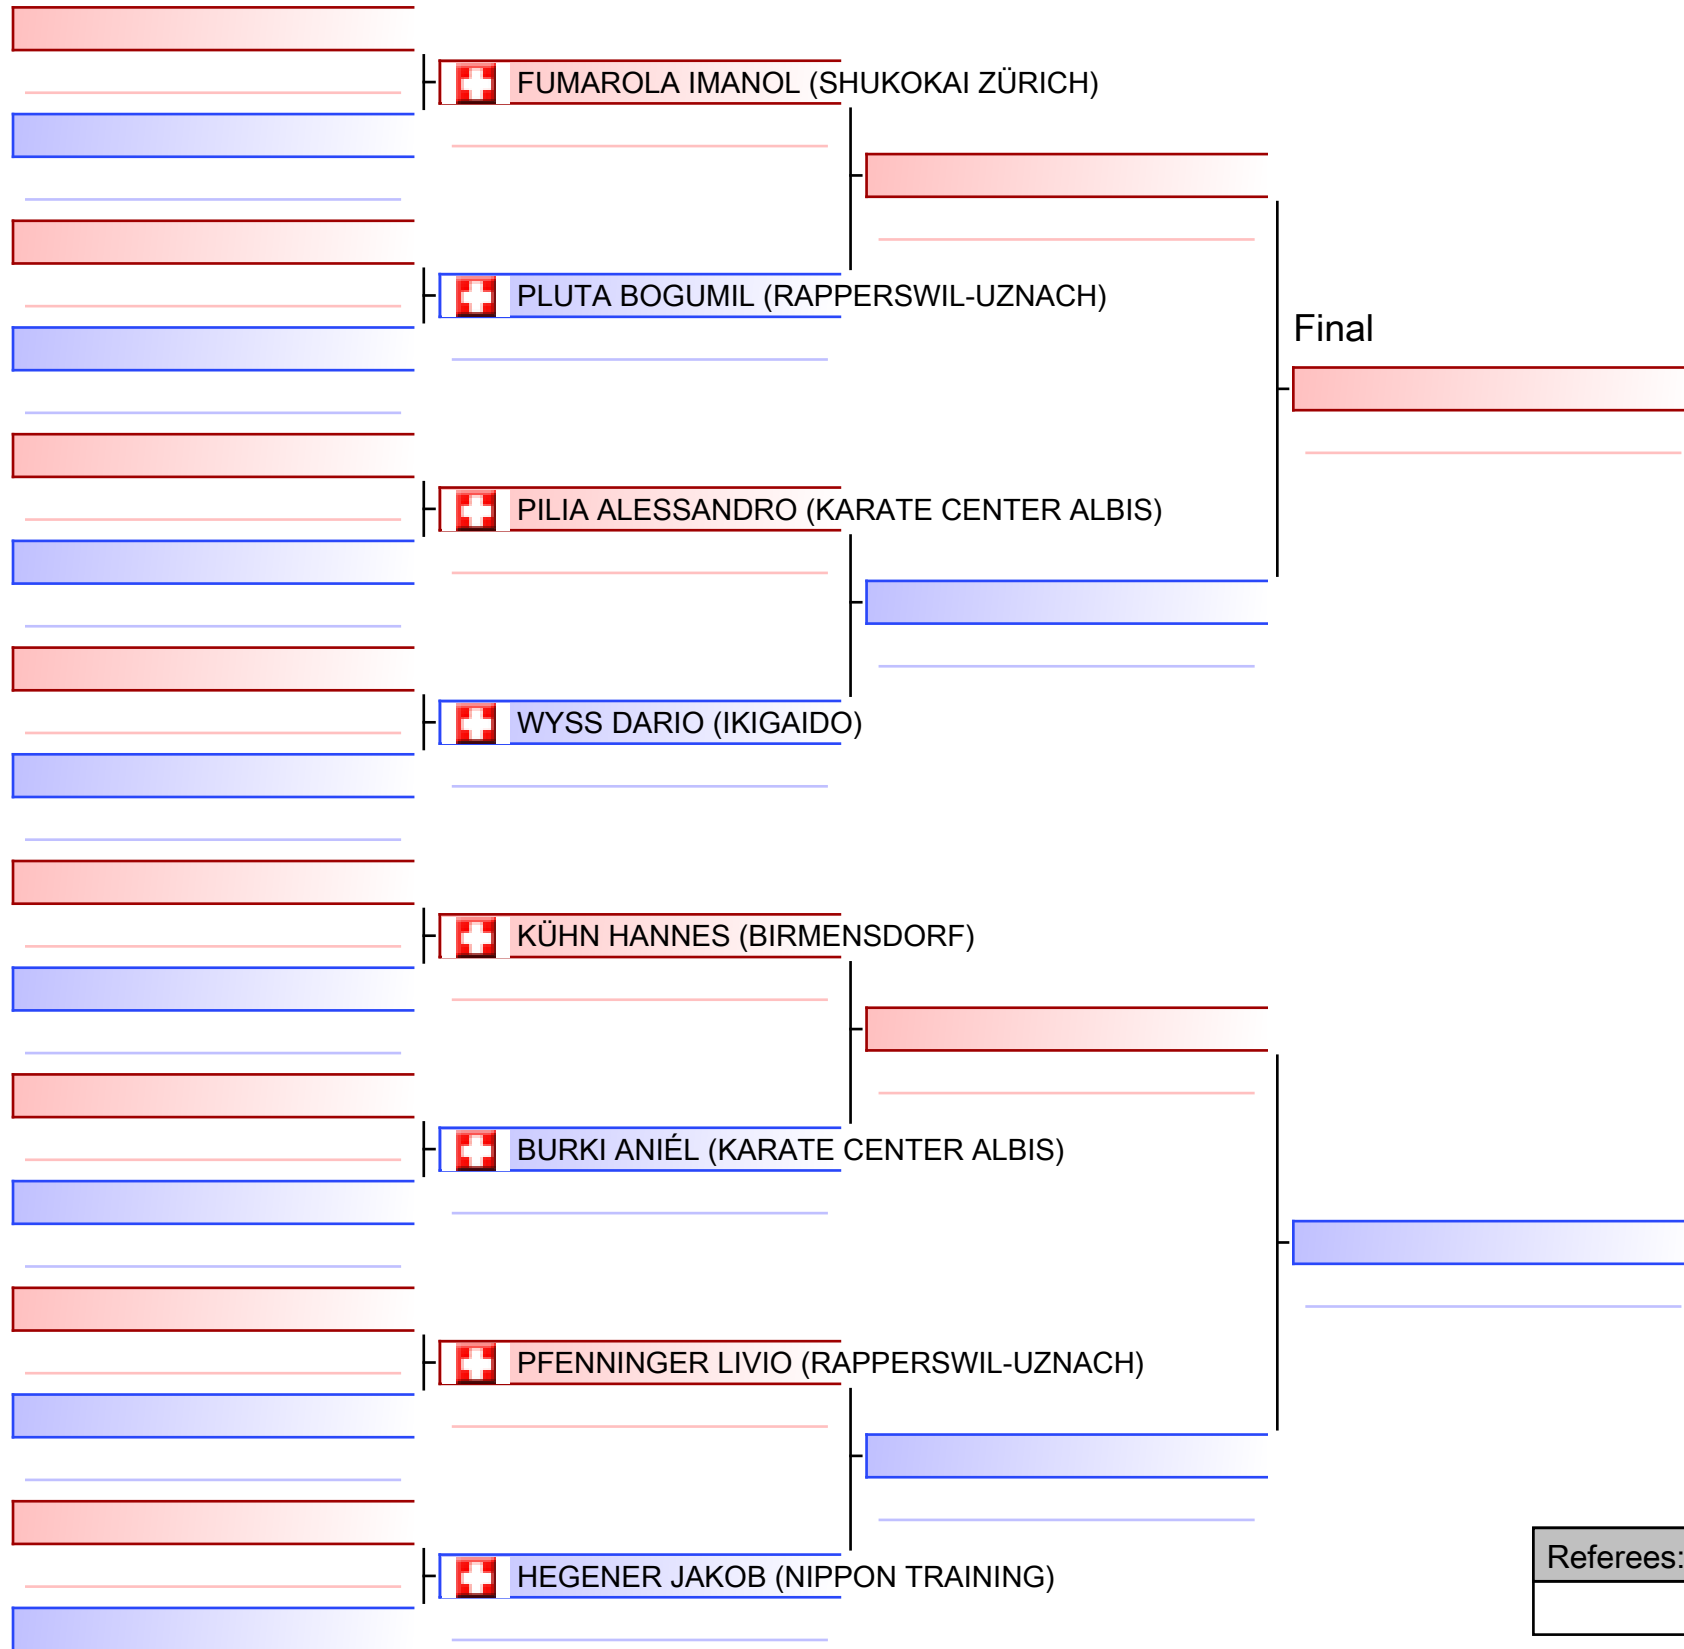 FUMAROLA IMANOL (SHUKOKAI ZÜRICH)
PLUTA BOGUMIL (RAPPERSWIL-UZNACH)
Final
PILIA ALESSANDRO (KARATE CENTER ALBIS)
WYSS DARIO (IKIGAIDO)
KÜHN HANNES (BIRMENSDORF)
BURKI ANIÉL (KARATE CENTER ALBIS)
PFENNINGER LIVIO (RAPPERSWIL-UZNACH)
HEGENER JAKOB (NIPPON TRAINING)
Referees: